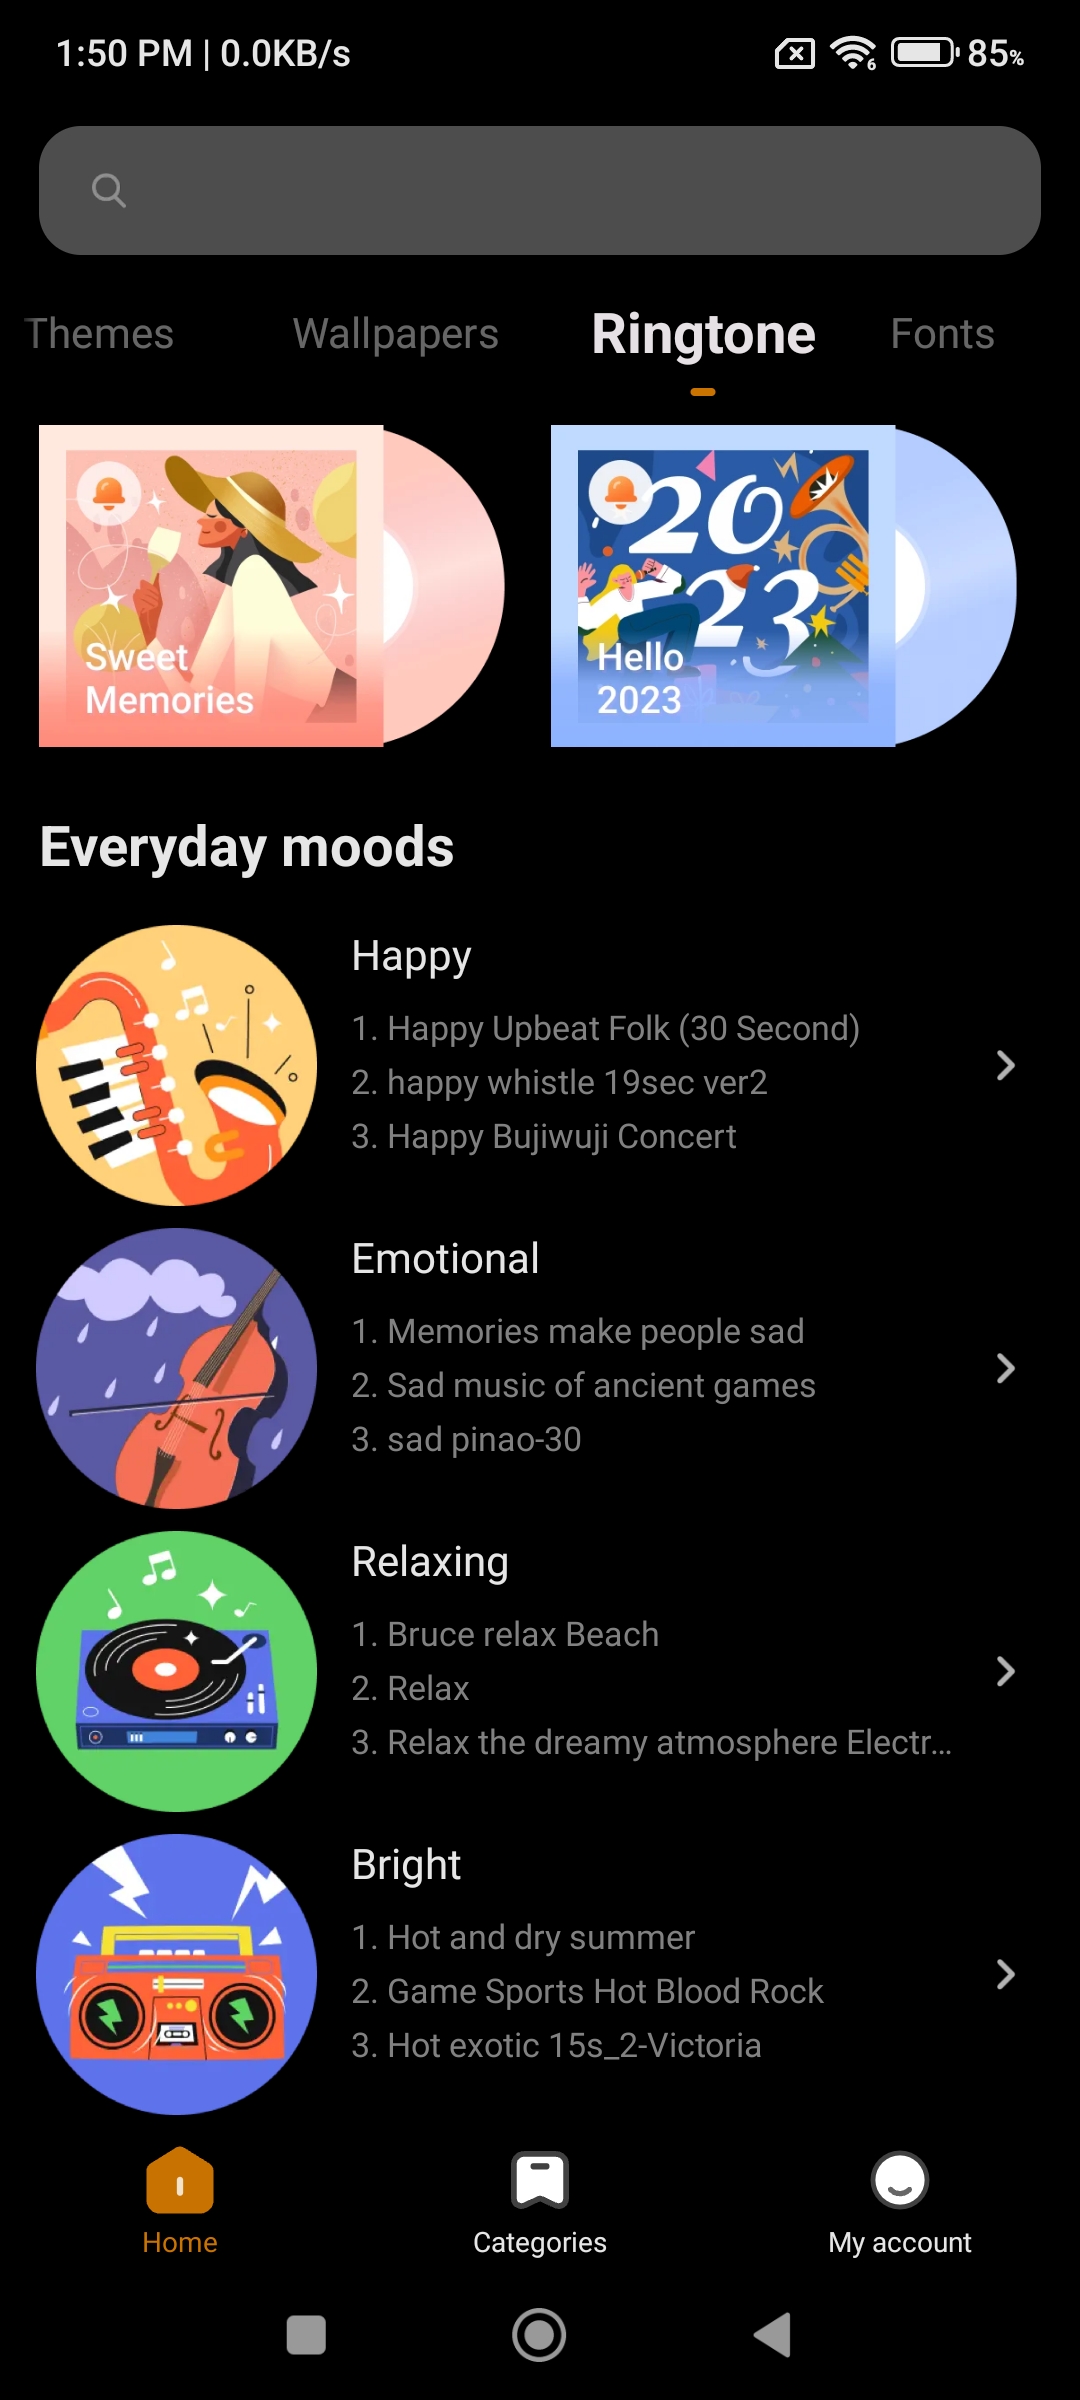 1:50 PM | 0.0KB/s
6
85%
Themes
Wallpapers
Ringtone
Fonts
20
23
Sweet
Memories
Hello
2023
Everyday moods
Happy
1. Happy Upbeat Folk (30 Second)
2. happy whistle 19sec ver2
3. Happy Bujiwuji Concert
Emotional
1. Memories make people sad
2. Sad music of ancient games
3. sad pinao-30
Relaxing
1. Bruce relax Beach
2. Relax
3. Relax the dreamy atmosphere Electr...
Bright
1. Hot and dry summer
2. Game Sports Hot Blood Rock
3. Hot exotic 15s_2-Victoria
Home
Categories
My account